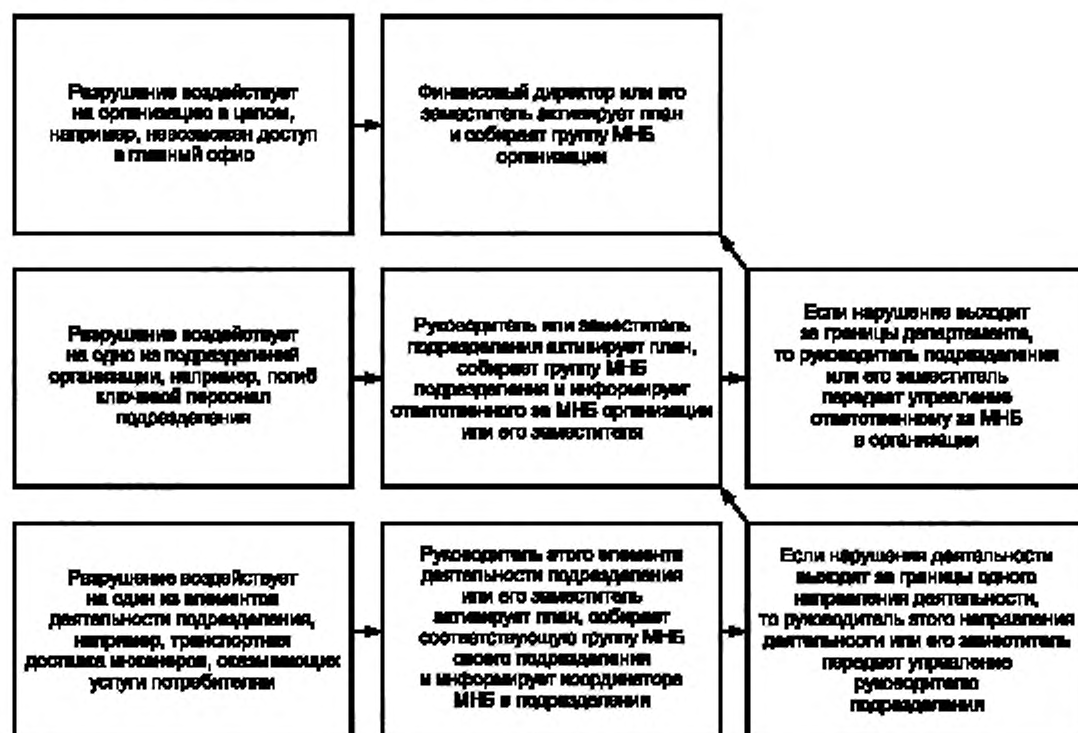 Разрушение воздействует
на организацию в целом,
например, невозможен доступ
в главный офис
Финансовый директор или его
заместитель активирует план
и собирает группу МНБ
организации
Разрушение воздействует
на одно из подразделений
организации, например, погиб
ключевой персонал
подразделения
Руководитель или заместитель
подразделения активирует план,
собирает группу МНБ
подразделения и информирует
ответственного за МНБ организации
или его заместителя
Если нарушение выходит
за границы департамента,
то руководитель подразделения
или его заместитель
передает управление
ответственному за МНБ
в организации
Разрушение воздействует
на один из элементов
деятельности подразделения,
например, транспортная
доставка инженеров, оказывающих
услуги потребителям
Руководитель этого элемента
деятельности подразделения
или его заместитель
активирует план, собирает
соответствующую группу МНБ
своего подразделения
и информирует координатора
МНБ в подразделения
Если нарушения деятельности
выходят за границы одного
направления деятельности,
то руководитель этого направления
деятельности или его заместитель
передает управление
руководителю
подразделения